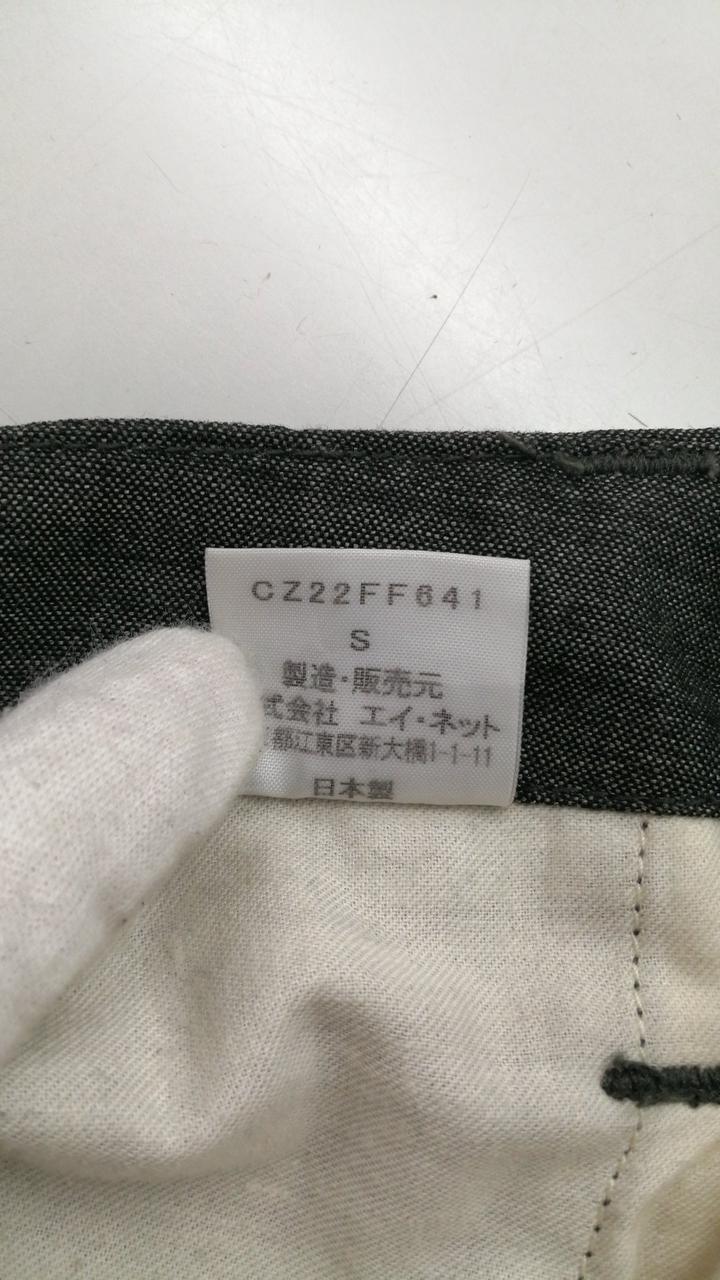 CZ22FF641
S
製造・販売元
式会社 エイ・ネット
都江東区新大橋1-1-11
日本製